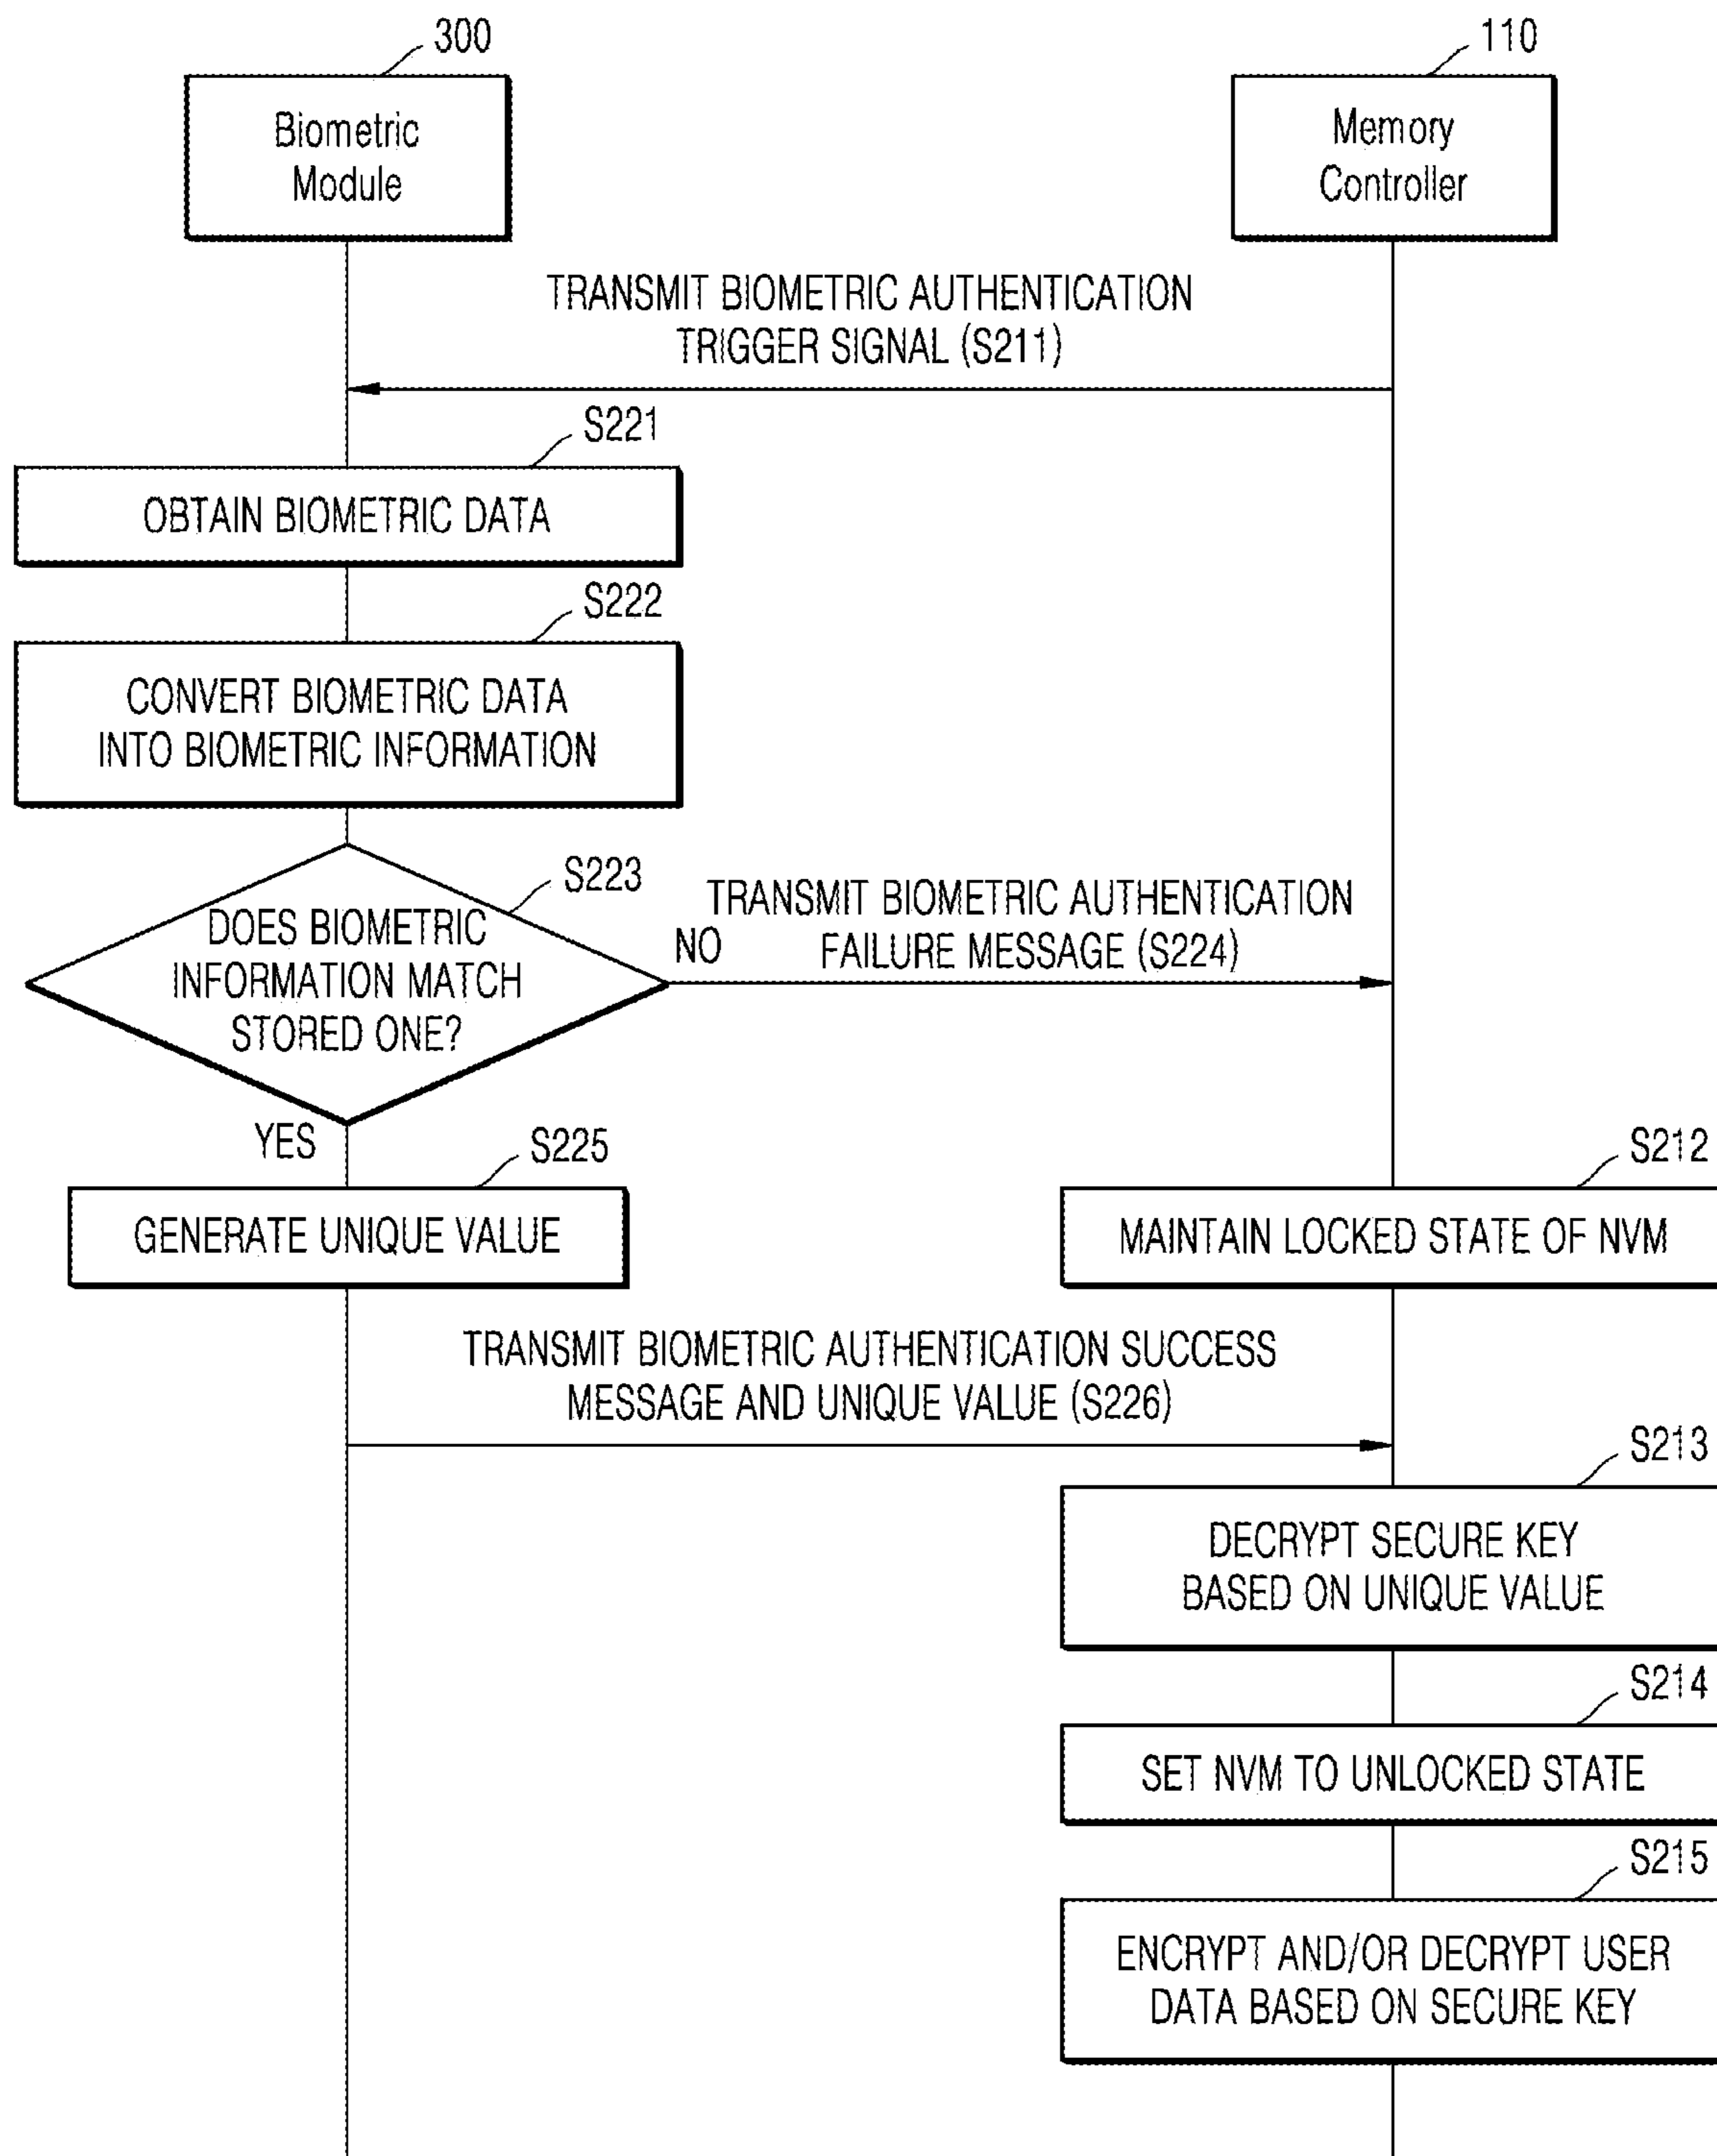 300
110
Biometric
Module
Memory
Controller
TRANSMIT BIOMETRIC AUTHENTICATION
TRIGGER SIGNAL (S211)
S221
OBTAIN BIOMETRIC DATA
S222
CONVERT BIOMETRIC DATA
INTO BIOMETRIC INFORMATION
S223
DOES BIOMETRIC
INFORMATION MATCH
STORED ONE?
NO
TRANSMIT BIOMETRIC AUTHENTICATION
FAILURE MESSAGE (S224)
YES
S225
GENERATE UNIQUE VALUE
S212
MAINTAIN LOCKED STATE OF NVM
TRANSMIT BIOMETRIC AUTHENTICATION SUCCESS
MESSAGE AND UNIQUE VALUE (S226)
S213
DECRYPT SECURE KEY
BASED ON UNIQUE VALUE
S214
SET NVM TO UNLOCKED STATE
S215
ENCRYPT AND/OR DECRYPT USER
DATA BASED ON SECURE KEY